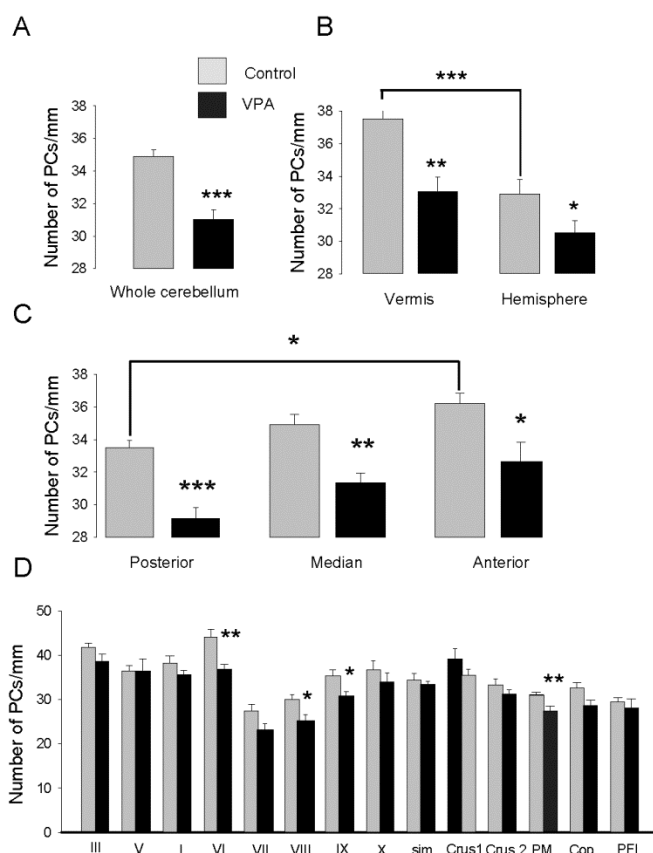 A
Control
VPA
Number of PCs/mm
38
36
34
32
30
28
***
Whole cerebellum
B
Number of PCs/mm
38
36
34
32
30
28
***
**
*
Vermis
Hemisphere
C
Number of PCs/mm
38
36
34
32
30
28
*
***
**
*
Posterior
Median
Anterior
D
Number of PCs/mm
50
40
30
20
10
0
**
*
*
**
III V I VI VII VIII IX X sim Crus1 Crus 2 PM Cop PFL